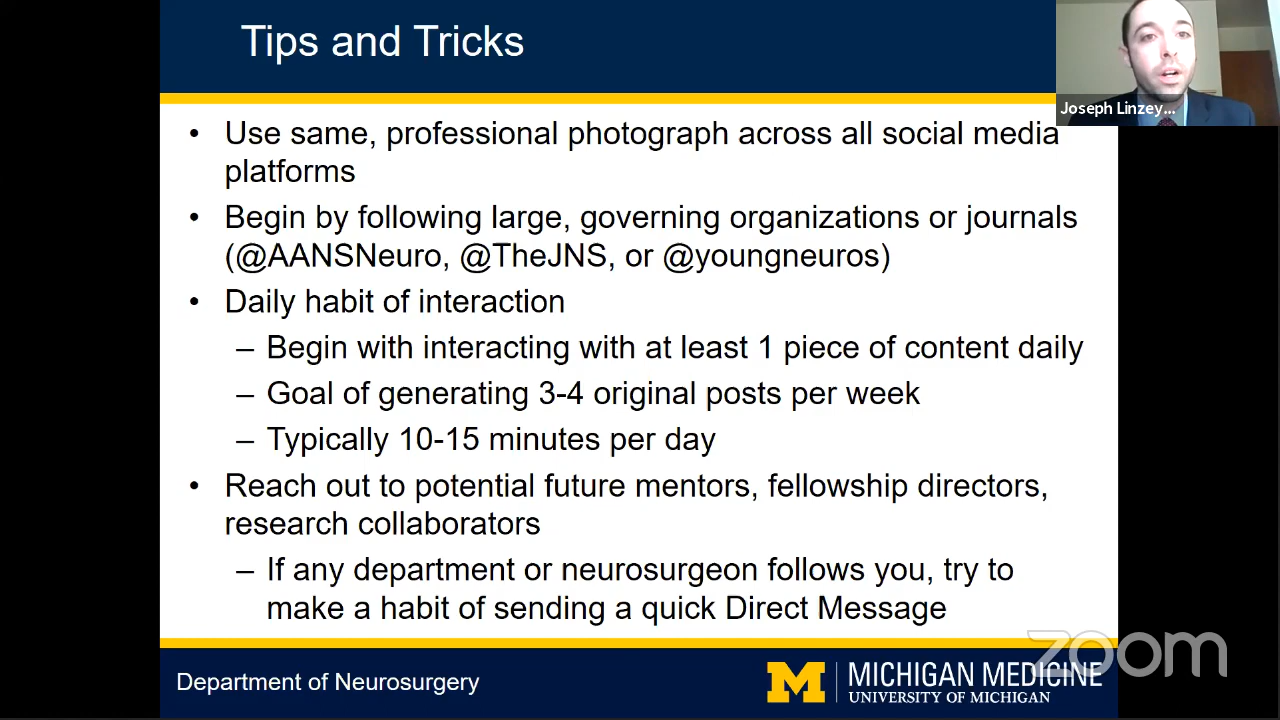 Tips and Tricks
Joseph Linzey...
• Use same, professional photograph across all social media
platforms
• Begin by following large, governing organizations or journals
(@AANSNeuro, @TheJNS, or @youngneuros)
• Daily habit of interaction
– Begin with interacting with at least 1 piece of content daily
– Goal of generating 3-4 original posts per week
– Typically 10-15 minutes per day
• Reach out to potential future mentors, fellowship directors,
research collaborators
– If any department or neurosurgeon follows you, try to
make a habit of sending a quick Direct Message
zoom
Department of Neurosurgery
M
MICHIGAN MEDICINE
UNIVERSITY OF MICHIGAN